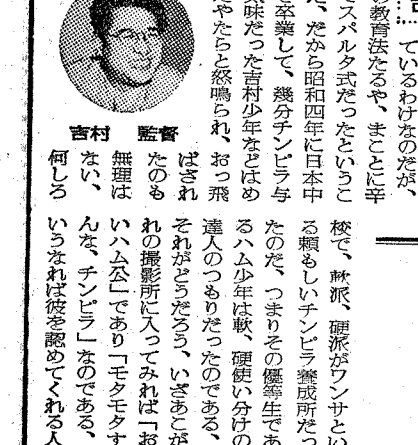 ているわけなのだが、
の教育法たるや、まことに辛
てスパルタ式だったというこ
だから昭和四年に日本中
卒業して、幾分チンピラ与
味だった吉村少年などはめ
やたらと怒鳴られ、おっ飛
ばされ
たのも
無理は
ない、
何しろ
吉村 監督
校で、軟派、硬派がワンサとい
る頼もしいチンピラ養成所だっ
たのだ、つまりその優等生であ
るハム少年は軟、硬使い分けの
達人のつもりだったのである、
それがどうだろう、いざあこが
れの撮影所に入ってみれば「お
いハム公」であり「モタモタす
んな、チンピラ」なのである、
いうなれば彼を認めてくれる人